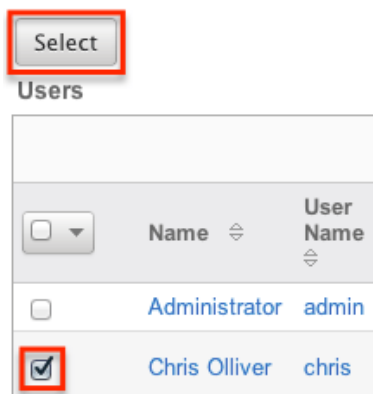 Select
Users
Name User Name
Administrator admin
Chris Olliver chris